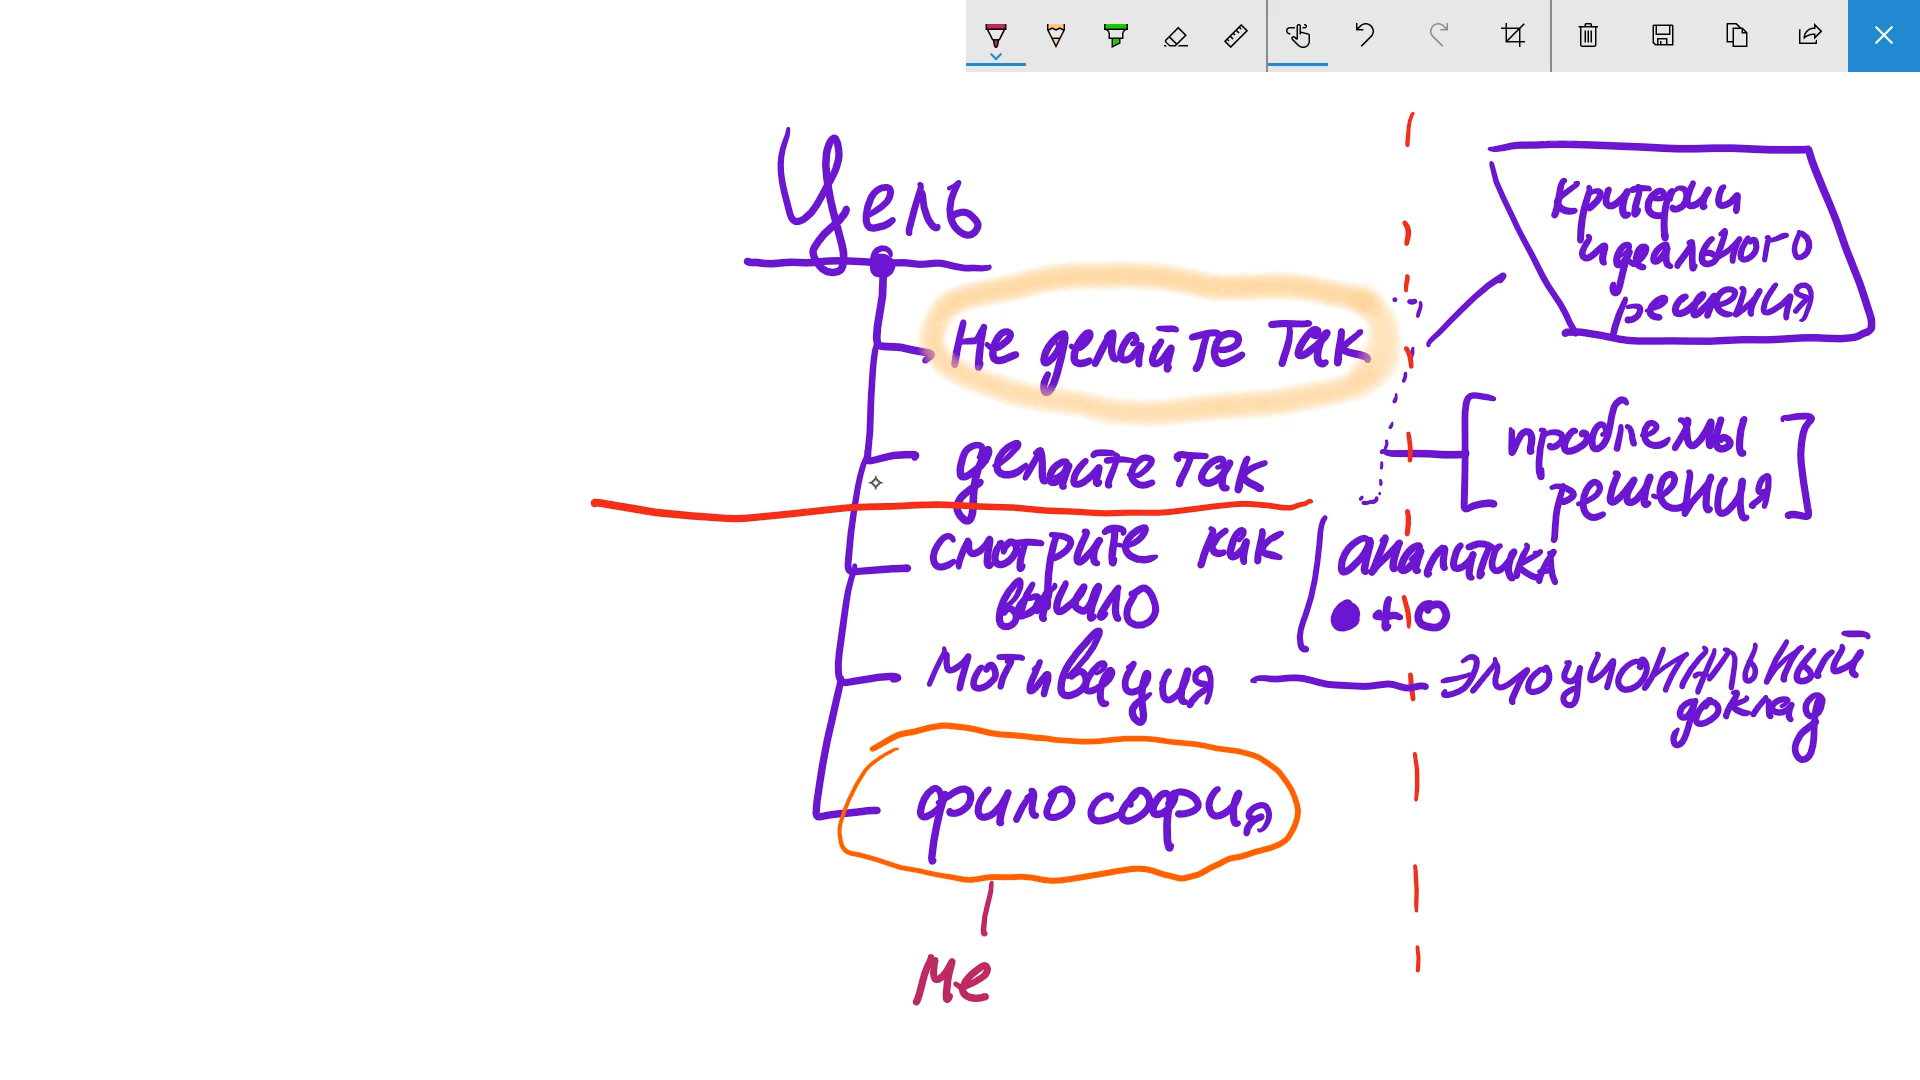 Цель
Критерии
идеального
решения
Не делайте так
проблемы
решения
делайте так
смотрите как
вышло
аналитика
+
мотивация
эмоциональный
доклад
философия
Me